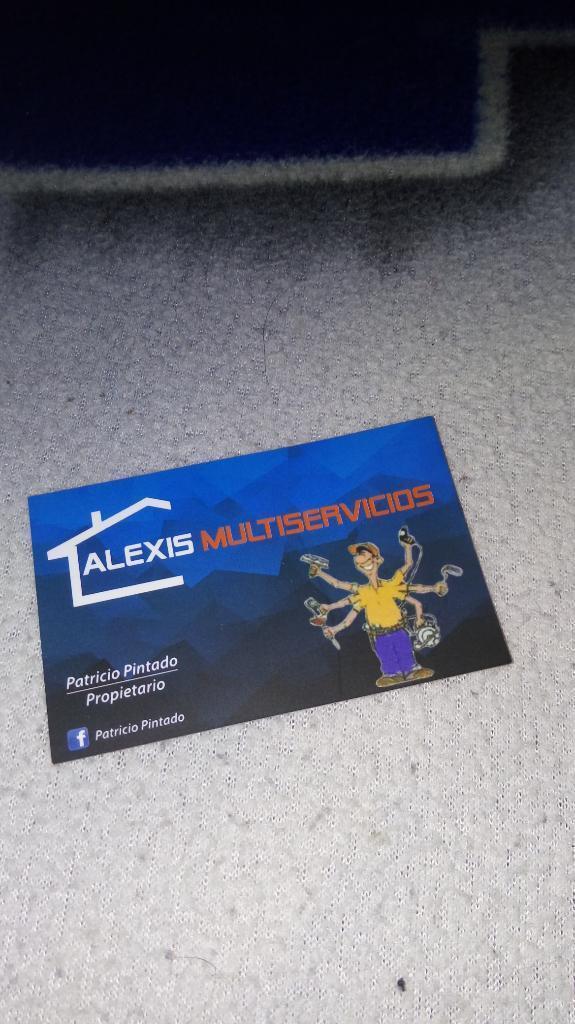 ALEXIS MULTISERVICIOS
Patricio Pintado
Propietario
f Patricio Pintado